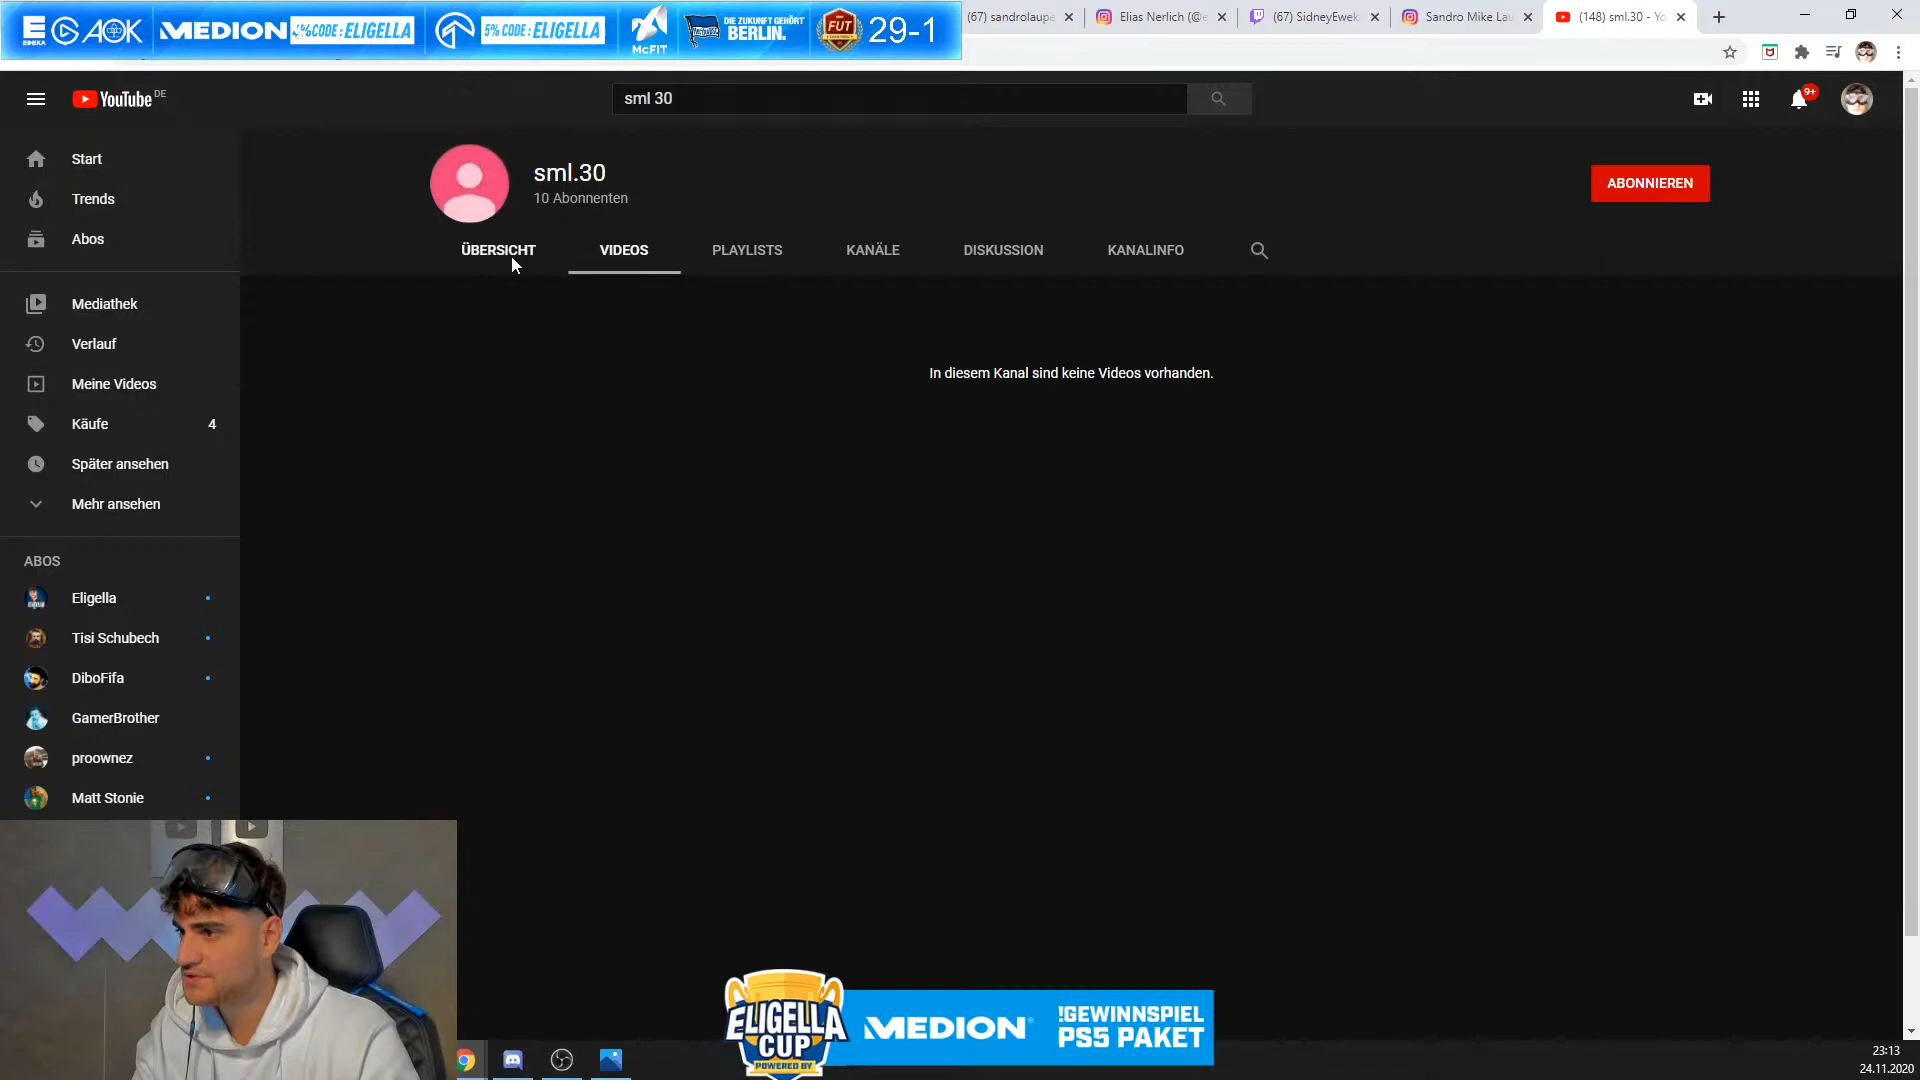 EDEKA
AOK
MEDION
CODE: ELIGELLA
5% CODE: ELIGELLA
McFIT
DIE ZUKUNFT GEHÖRT
BERLIN.
FUT
29-1
(67) sandrolaupe
Elias Nerlich (@e
(67) SidneyEwek
Sandro Mike Lau
(148) sml.30 - Yo
YouTube DE
sml 30
9+
Start
Trends
Abos
Mediathek
Verlauf
Meine Videos
Käufe 4
Später ansehen
Mehr ansehen
ABOS
Eligella
Tisi Schubech
DiboFifa
GamerBrother
proownez
Matt Stonie
sml.30
10 Abonnenten
ABONNIEREN
ÜBERSICHT
VIDEOS
PLAYLISTS
KANÄLE
DISKUSSION
KANALINFO
In diesem Kanal sind keine Videos vorhanden.
ELIGELLA
CUP
POWERED BY
MEDION
!GEWINNSPIEL
PS5 PAKET
23:13
24.11.2020